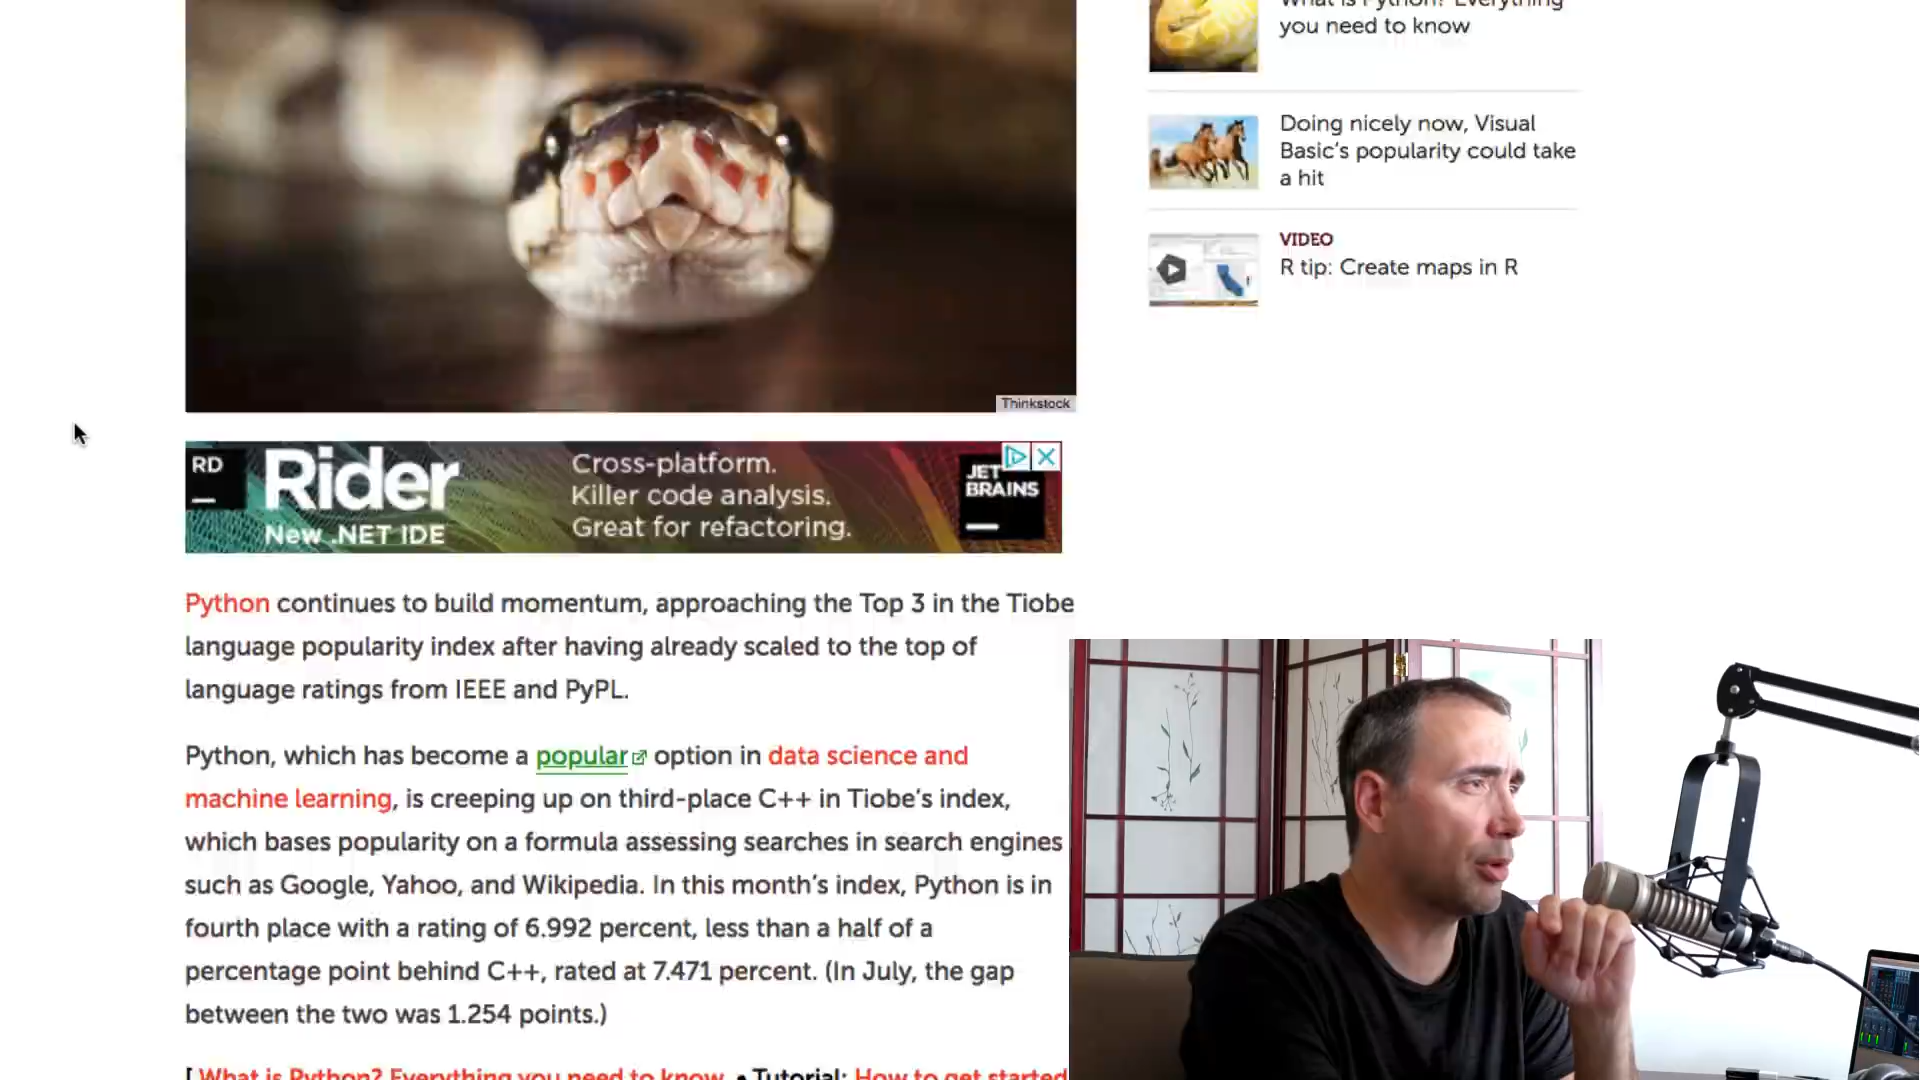 What is Python? Everything
you need to know
Doing nicely now, Visual
Basic's popularity could take
a hit
VIDEO
R tip: Create maps in R
Thinkstock
RD
Rider
New .NET IDE
Cross-platform.
Killer code analysis.
Great for refactoring.
JET
BRAINS
Python continues to build momentum, approaching the Top 3 in the Tiobe
language popularity index after having already scaled to the top of
language ratings from IEEE and PyPL.
Python, which has become a popular option in data science and
machine learning, is creeping up on third-place C++ in Tiobe's index,
which bases popularity on a formula assessing searches in search engines
such as Google, Yahoo, and Wikipedia. In this month's index, Python is in
fourth place with a rating of 6.992 percent, less than a half of a
percentage point behind C++, rated at 7.471 percent. (In July, the gap
between the two was 1.254 points.)
[ What is Python? Everything you need to know. • Tutorial: How to get started